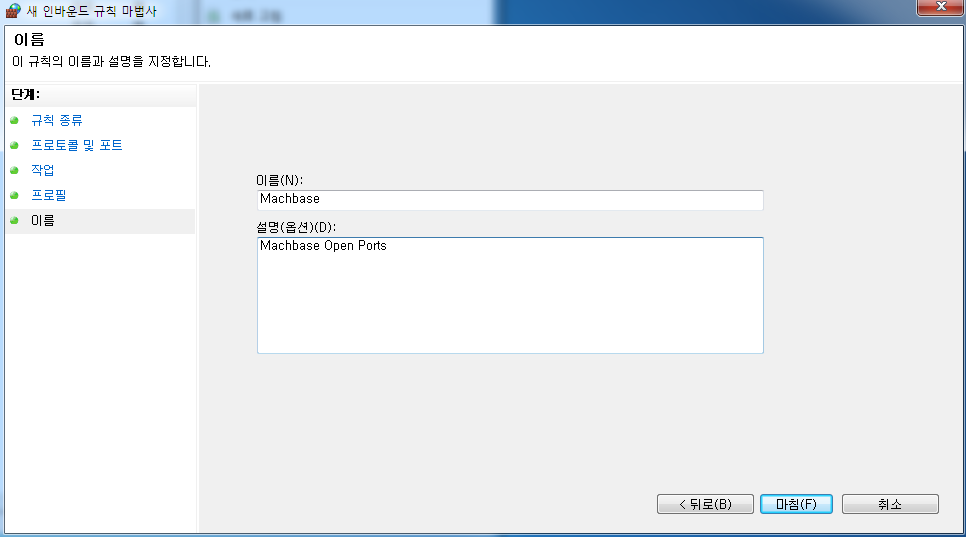 새 인바운드 규칙 마법사
이름
이 규칙의 이름과 설명을 지정합니다.
단계:
규칙 종류
프로토콜 및 포트
작업
프로필
이름
이름(N):
Machbase
설명(옵션)(D):
Machbase Open Ports
< 뒤로(B)
마침(F)
취소